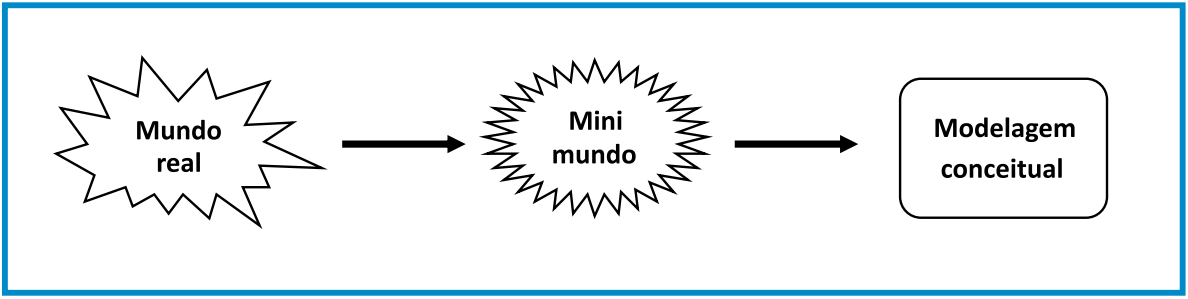 Mundo
real
Mini
mundo
Modelagem
conceitual